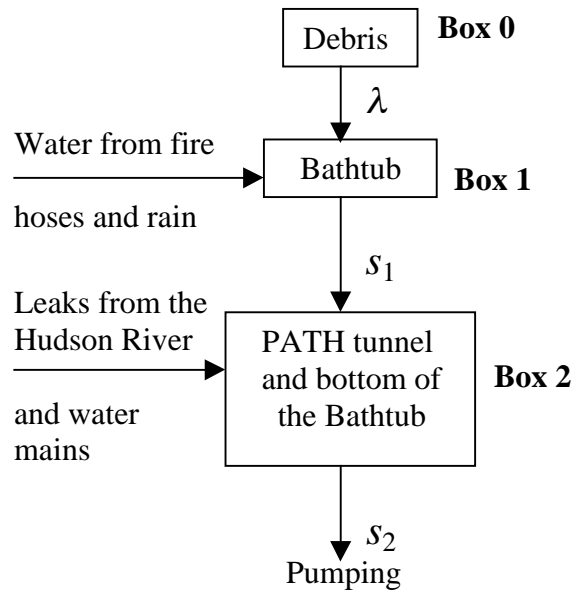 Debris
Box 0
λ
Water from fire
hoses and rain
Bathtub
Box 1
s1
Leaks from the
Hudson River
and water
mains
PATH tunnel
and bottom of
the Bathtub
Box 2
s2
Pumping